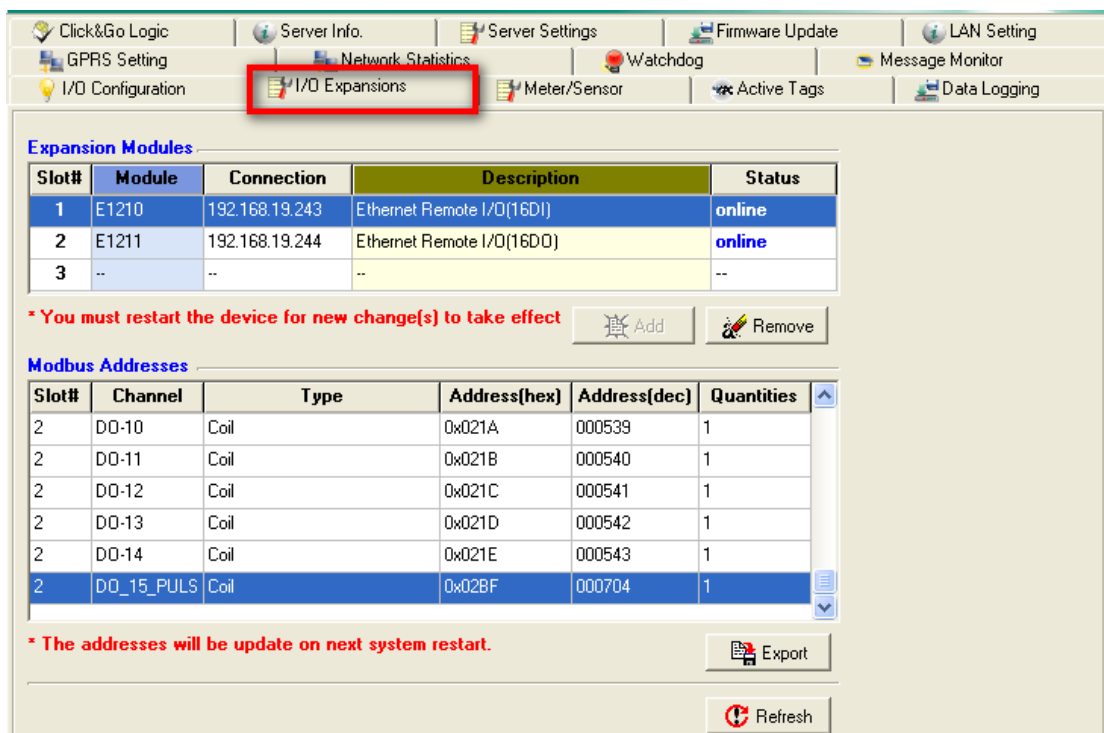 Click&Go Logic Server Info. Server Settings Firmware Update LAN Setting
GPRS Setting Network Statistics Watchdog Message Monitor
I/O Configuration I/O Expansions Meter/Sensor Active Tags Data Logging
Expansion Modules
Slot# Module Connection Description Status
1 E1210 192.168.19.243 Ethernet Remote I/O(16DI) online
2 E1211 192.168.19.244 Ethernet Remote I/O(16DO) online
3 -- -- -- --
* You must restart the device for new change(s) to take effect Add Remove
Modbus Addresses
Slot# Channel Type Address(hex) Address(dec) Quantities
2 DO-10 Coil 0x021A 000539 1
2 DO-11 Coil 0x021B 000540 1
2 DO-12 Coil 0x021C 000541 1
2 DO-13 Coil 0x021D 000542 1
2 DO-14 Coil 0x021E 000543 1
2 DO_15_PULS Coil 0x02BF 000704 1
* The addresses will be update on next system restart. Export
Refresh